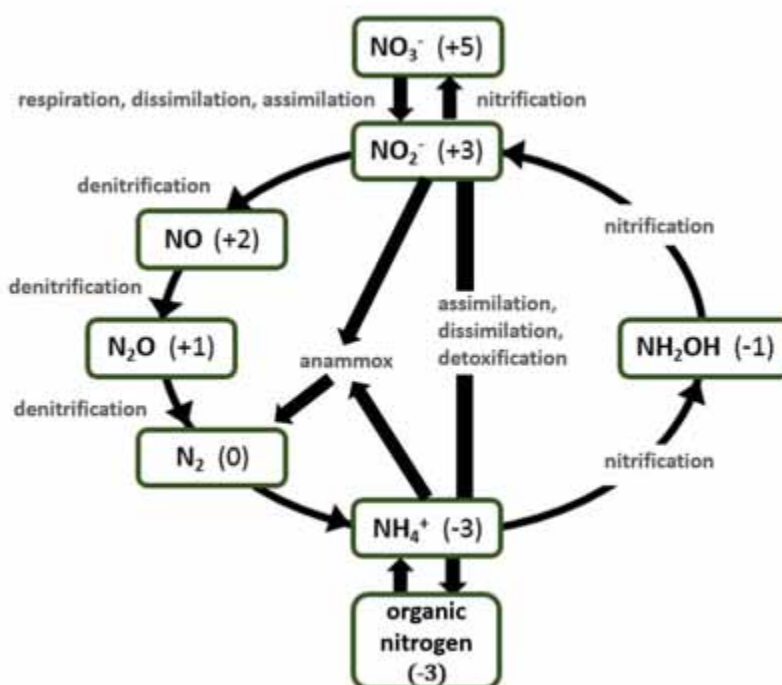 NO₃⁻ (+5)
respiration, dissimilation, assimilation
nitrification
NO₂⁻ (+3)
denitrification
NO (+2)
nitrification
denitrification
assimilation,
dissimilation,
detoxification
N₂O (+1)
anammox
NH₂OH (-1)
denitrification
N₂ (0)
nitrification
NH₄⁺ (-3)
organic
nitrogen
(-3)